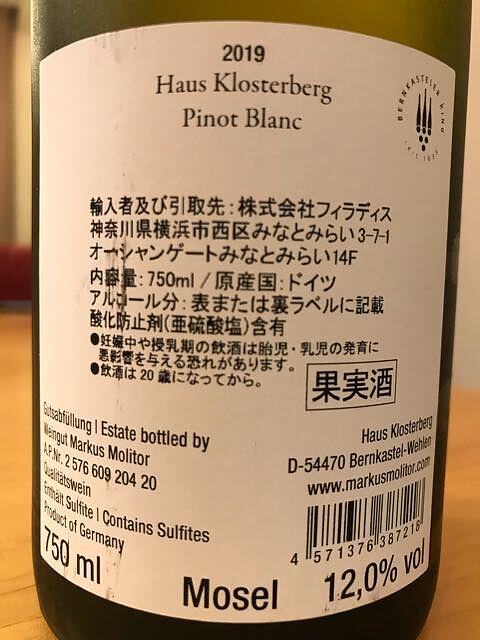 2019
Haus Klosterberg
Pinot Blanc
BERNKASTELER RING
輸入者及び引取先：株式会社フィラディス
神奈川県横浜市西区みなとみらい3-7-1
オーシャンゲートみなとみらい14F
内容量：750ml / 原産国：ドイツ
アルコール分：表または裏ラベルに記載
酸化防止剤(亜硫酸塩)含有
●妊娠中や授乳期の飲酒は胎児・乳児の発育に
悪影響を与える恐れがあります。
●飲酒は20歳になってから。
果実酒
Gutsabfüllung | Estate bottled by
Weingut Markus Molitor
A.P.Nr. 2 576 609 204 20
Qualitätswein
Enthält Sulfite | Contains Sulfites
Product of Germany
750 ml
Haus Klosterberg
D-54470 Bernkastel-Wehlen
www.markusmolitor.com
4 571376 387218
Mosel
12,0% vol